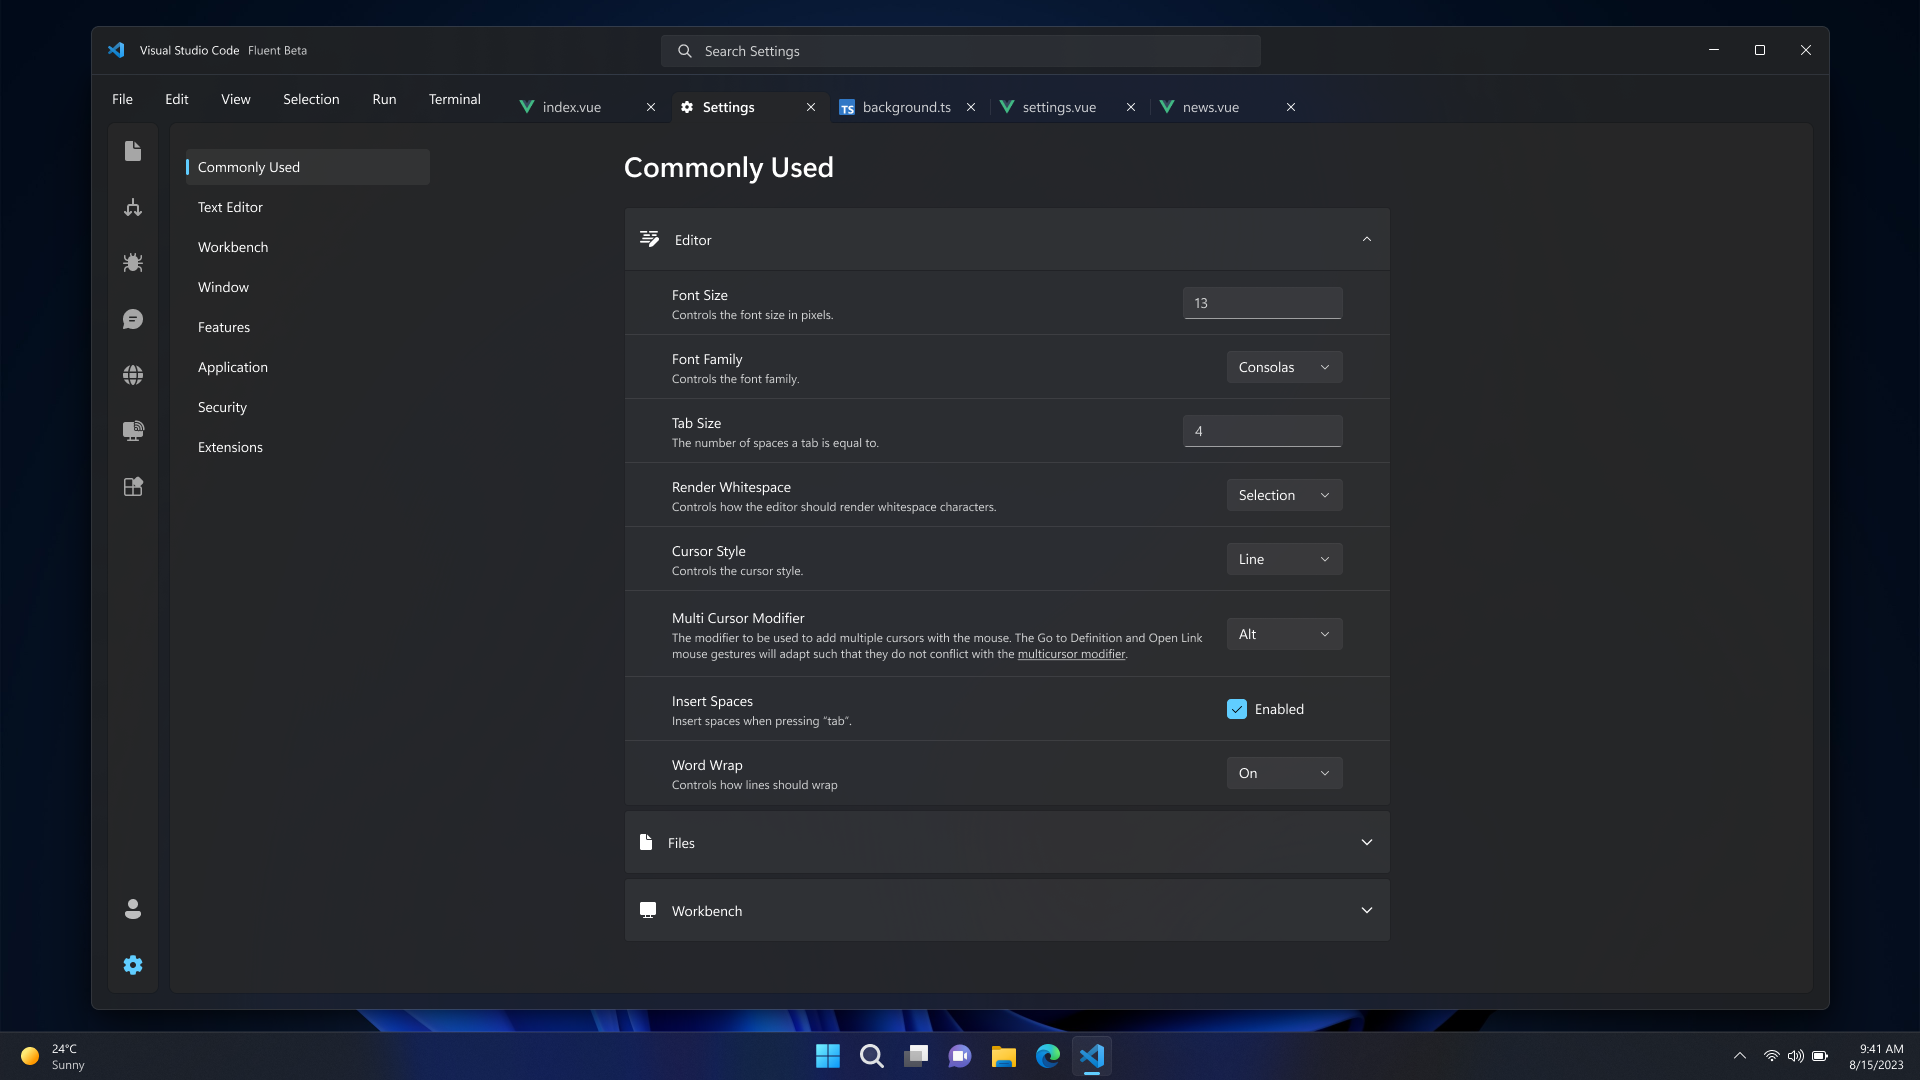 Visual Studio Code Fluent Beta
Search Settings
File Edit View Selection Run Terminal
index.vue
Settings
TS background.ts
settings.vue
news.vue
Commonly Used
Text Editor
Workbench
Window
Features
Application
Security
Extensions
Commonly Used
Editor
Font Size
Controls the font size in pixels.
13
Font Family
Controls the font family.
Consolas
Tab Size
The number of spaces a tab is equal to.
4
Render Whitespace
Controls how the editor should render whitespace characters.
Selection
Cursor Style
Controls the cursor style.
Line
Multi Cursor Modifier
The modifier to be used to add multiple cursors with the mouse. The Go to Definition and Open Link
mouse gestures will adapt such that they do not conflict with the multicursor modifier.
Alt
Insert Spaces
Insert spaces when pressing “tab”.
Enabled
Word Wrap
Controls how lines should wrap
On
Files
Workbench
24°C
Sunny
9:41 AM
8/15/2023